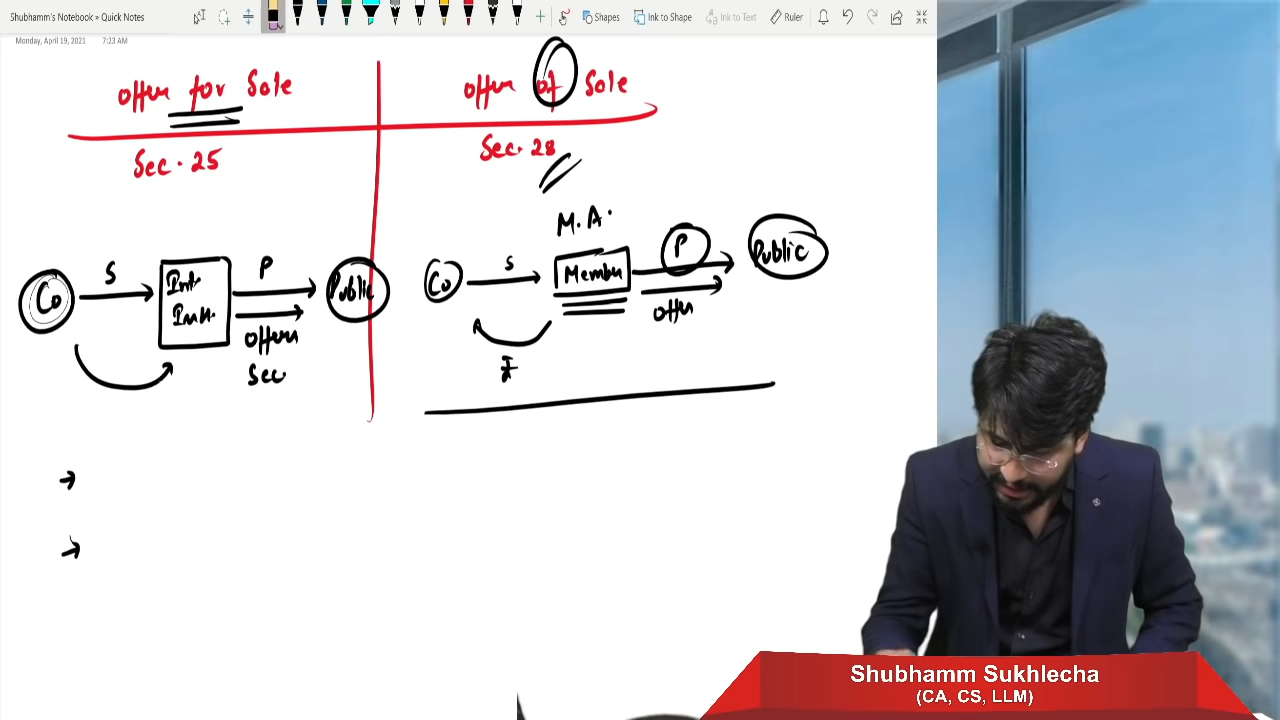 Shubhamm's Notebook » Quick Notes
Shapes
Ink to Shape
Ink to Text
Ruler
Monday, April 19, 2021 7:23 AM
offer for Sale
offer of Sale
Sec. 25
Sec. 28
Co
S
Int.
P
Public
offers
Sec
M.A.
Co
S
Member
P
Public
offer
₹
Shubhamm Sukhlecha
(CA, CS, LLM)